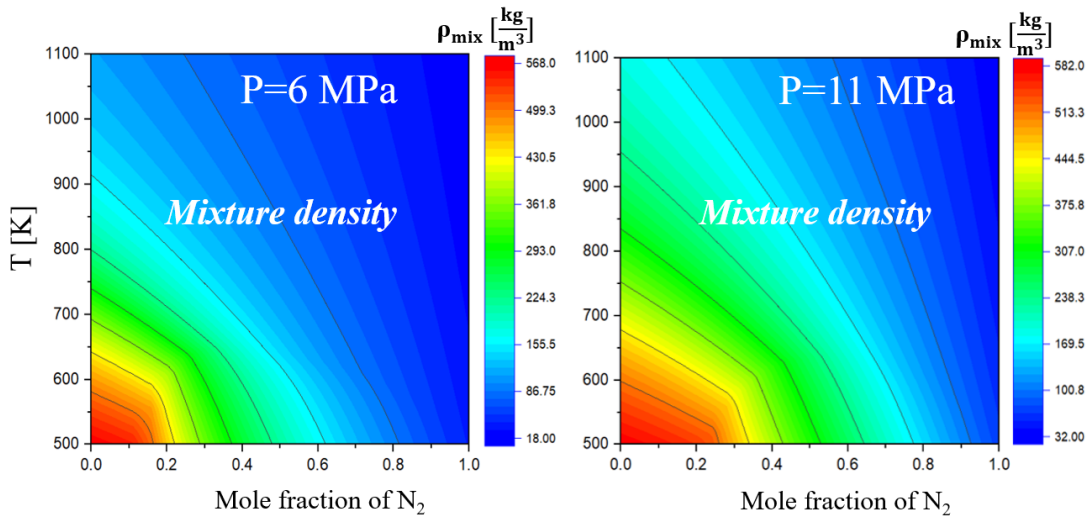 ρmix [kg/m³]
P=6 MPa
Mixture density
T [K]
1100
1000
900
800
700
600
500
0.0 0.2 0.4 0.6 0.8 1.0
Mole fraction of N₂
568.0
499.3
430.5
361.8
293.0
224.3
155.5
86.75
18.00
ρmix [kg/m³]
P=11 MPa
Mixture density
1100
1000
900
800
700
600
500
0.0 0.2 0.4 0.6 0.8 1.0
Mole fraction of N₂
582.0
513.3
444.5
375.8
307.0
238.3
169.5
100.8
32.00